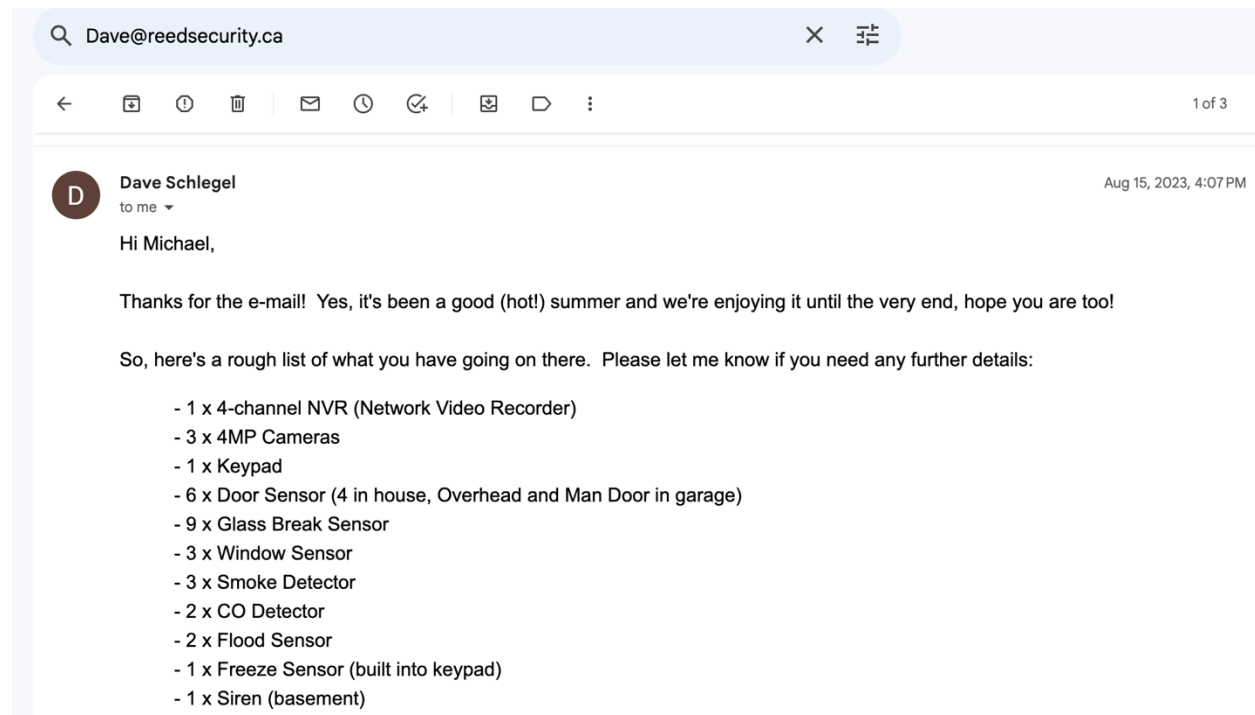 Dave@reedsecurity.ca
1 of 3
D
Dave Schlegel
Aug 15, 2023, 4:07 PM
to me
Hi Michael,
Thanks for the e-mail!  Yes, it's been a good (hot!) summer and we're enjoying it until the very end, hope you are too!
So, here's a rough list of what you have going on there.  Please let me know if you need any further details:
- 1 x 4-channel NVR (Network Video Recorder)
- 3 x 4MP Cameras
- 1 x Keypad
- 6 x Door Sensor (4 in house, Overhead and Man Door in garage)
- 9 x Glass Break Sensor
- 3 x Window Sensor
- 3 x Smoke Detector
- 2 x CO Detector
- 2 x Flood Sensor
- 1 x Freeze Sensor (built into keypad)
- 1 x Siren (basement)